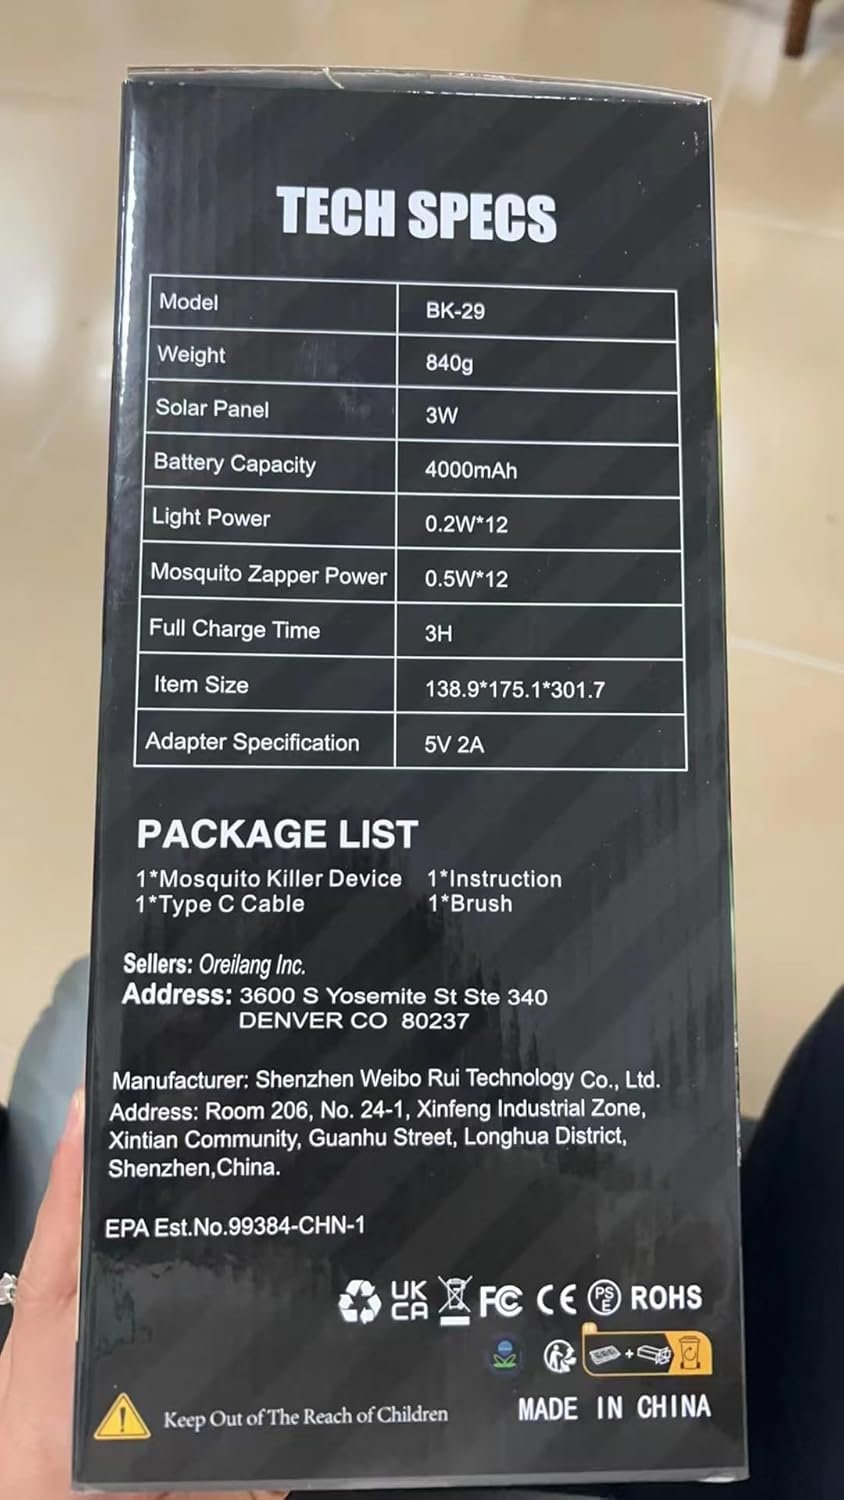 TECH SPECS
Model BK-29
Weight 840g
Solar Panel 3W
Battery Capacity 4000mAh
Light Power 0.2W*12
Mosquito Zapper Power 0.5W*12
Full Charge Time 3H
Item Size 138.9*175.1*301.7
Adapter Specification 5V 2A
PACKAGE LIST
1*Mosquito Killer Device 1*Instruction
1*Type C Cable 1*Brush
Sellers: Oreilang Inc.
Address: 3600 S Yosemite St Ste 340
DENVER CO 80237
Manufacturer: Shenzhen Weibo Rui Technology Co., Ltd.
Address: Room 206, No. 24-1, Xinfeng Industrial Zone,
Xintian Community, Guanhu Street, Longhua District,
Shenzhen,China.
EPA Est.No.99384-CHN-1
UK CA FC CE PS E ROHS
+
Keep Out of The Reach of Children
MADE IN CHINA